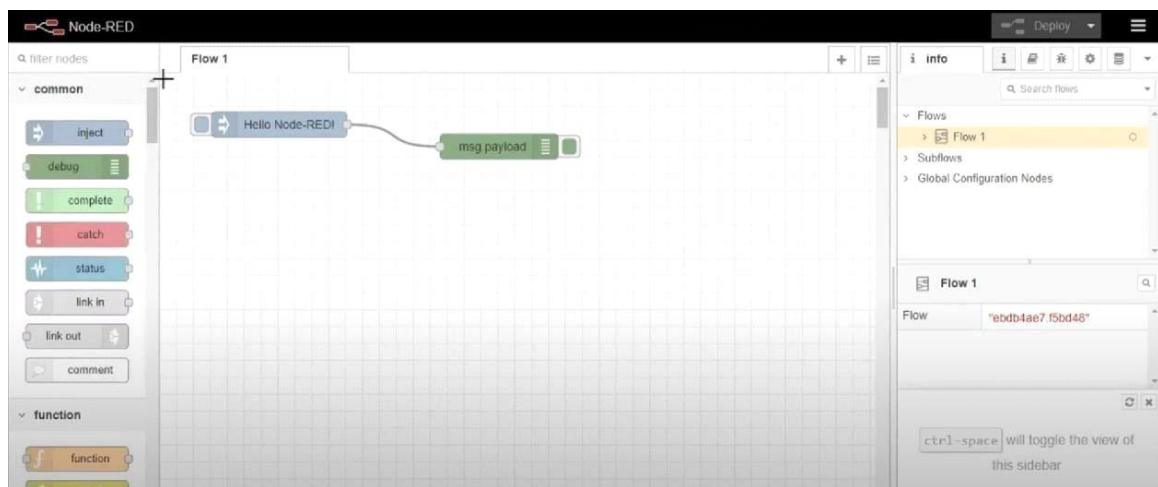 Node-RED
Deploy
filter nodes
Flow 1
info
Search flows
common
inject
debug
complete
catch
status
link in
link out
comment
function
function
Hello Node-RED!
msg payload
Flows
Flow 1
Subflows
Global Configuration Nodes
Flow 1
Flow "ebdb4ae7.f5bd48"
ctrl-space will toggle the view of
this sidebar